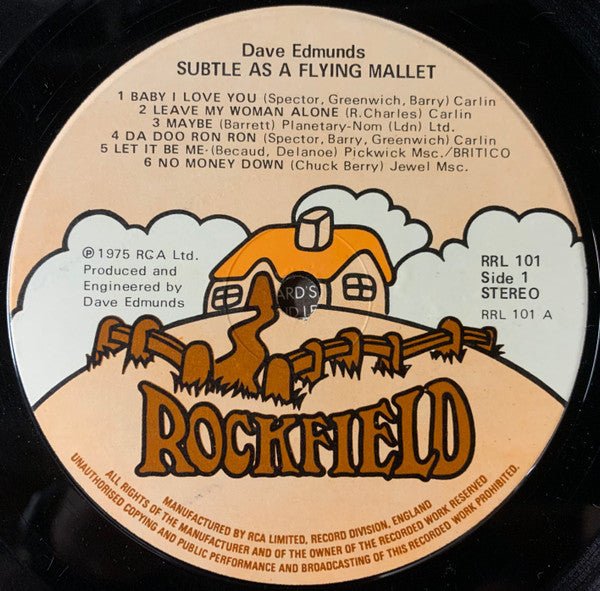 Dave Edmunds
SUBTLE AS A FLYING MALLET
1 BABY I LOVE YOU (Spector, Greenwich, Barry) Carlin
2 LEAVE MY WOMAN ALONE (R.Charles) Carlin
3 MAYBE (Barrett) Planetary-Nom (Ldn) Ltd.
4 DA DOO RON RON (Spector, Barry, Greenwich) Carlin
5 LET IT BE ME (Becaud, Delanoe) Pickwick Msc./BRITICO
6 NO MONEY DOWN (Chuck Berry) Jewel Msc.
℗ 1975 RCA Ltd.
Produced and
Engineered by
Dave Edmunds
RRL 101
Side 1
STEREO
RRL 101 A
ROCKFIELD
MANUFACTURED BY RCA LIMITED, RECORD DIVISION, ENGLAND
ALL RIGHTS OF THE MANUFACTURER AND OF THE OWNER OF THE RECORDED WORK RESERVED
UNAUTHORISED COPYING AND PUBLIC PERFORMANCE AND BROADCASTING OF THIS RECORDED WORK PROHIBITED.